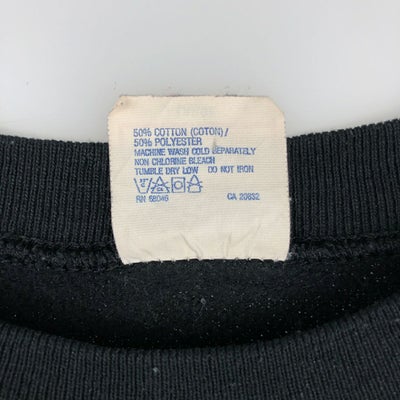 50% COTTON (COTON)/
50% POLYESTER
MACHINE WASH COLD SEPARATELY
NON CHLORINE BLEACH
TUMBLE DRY LOW DO NOT IRON
RN 68046 CA 20832